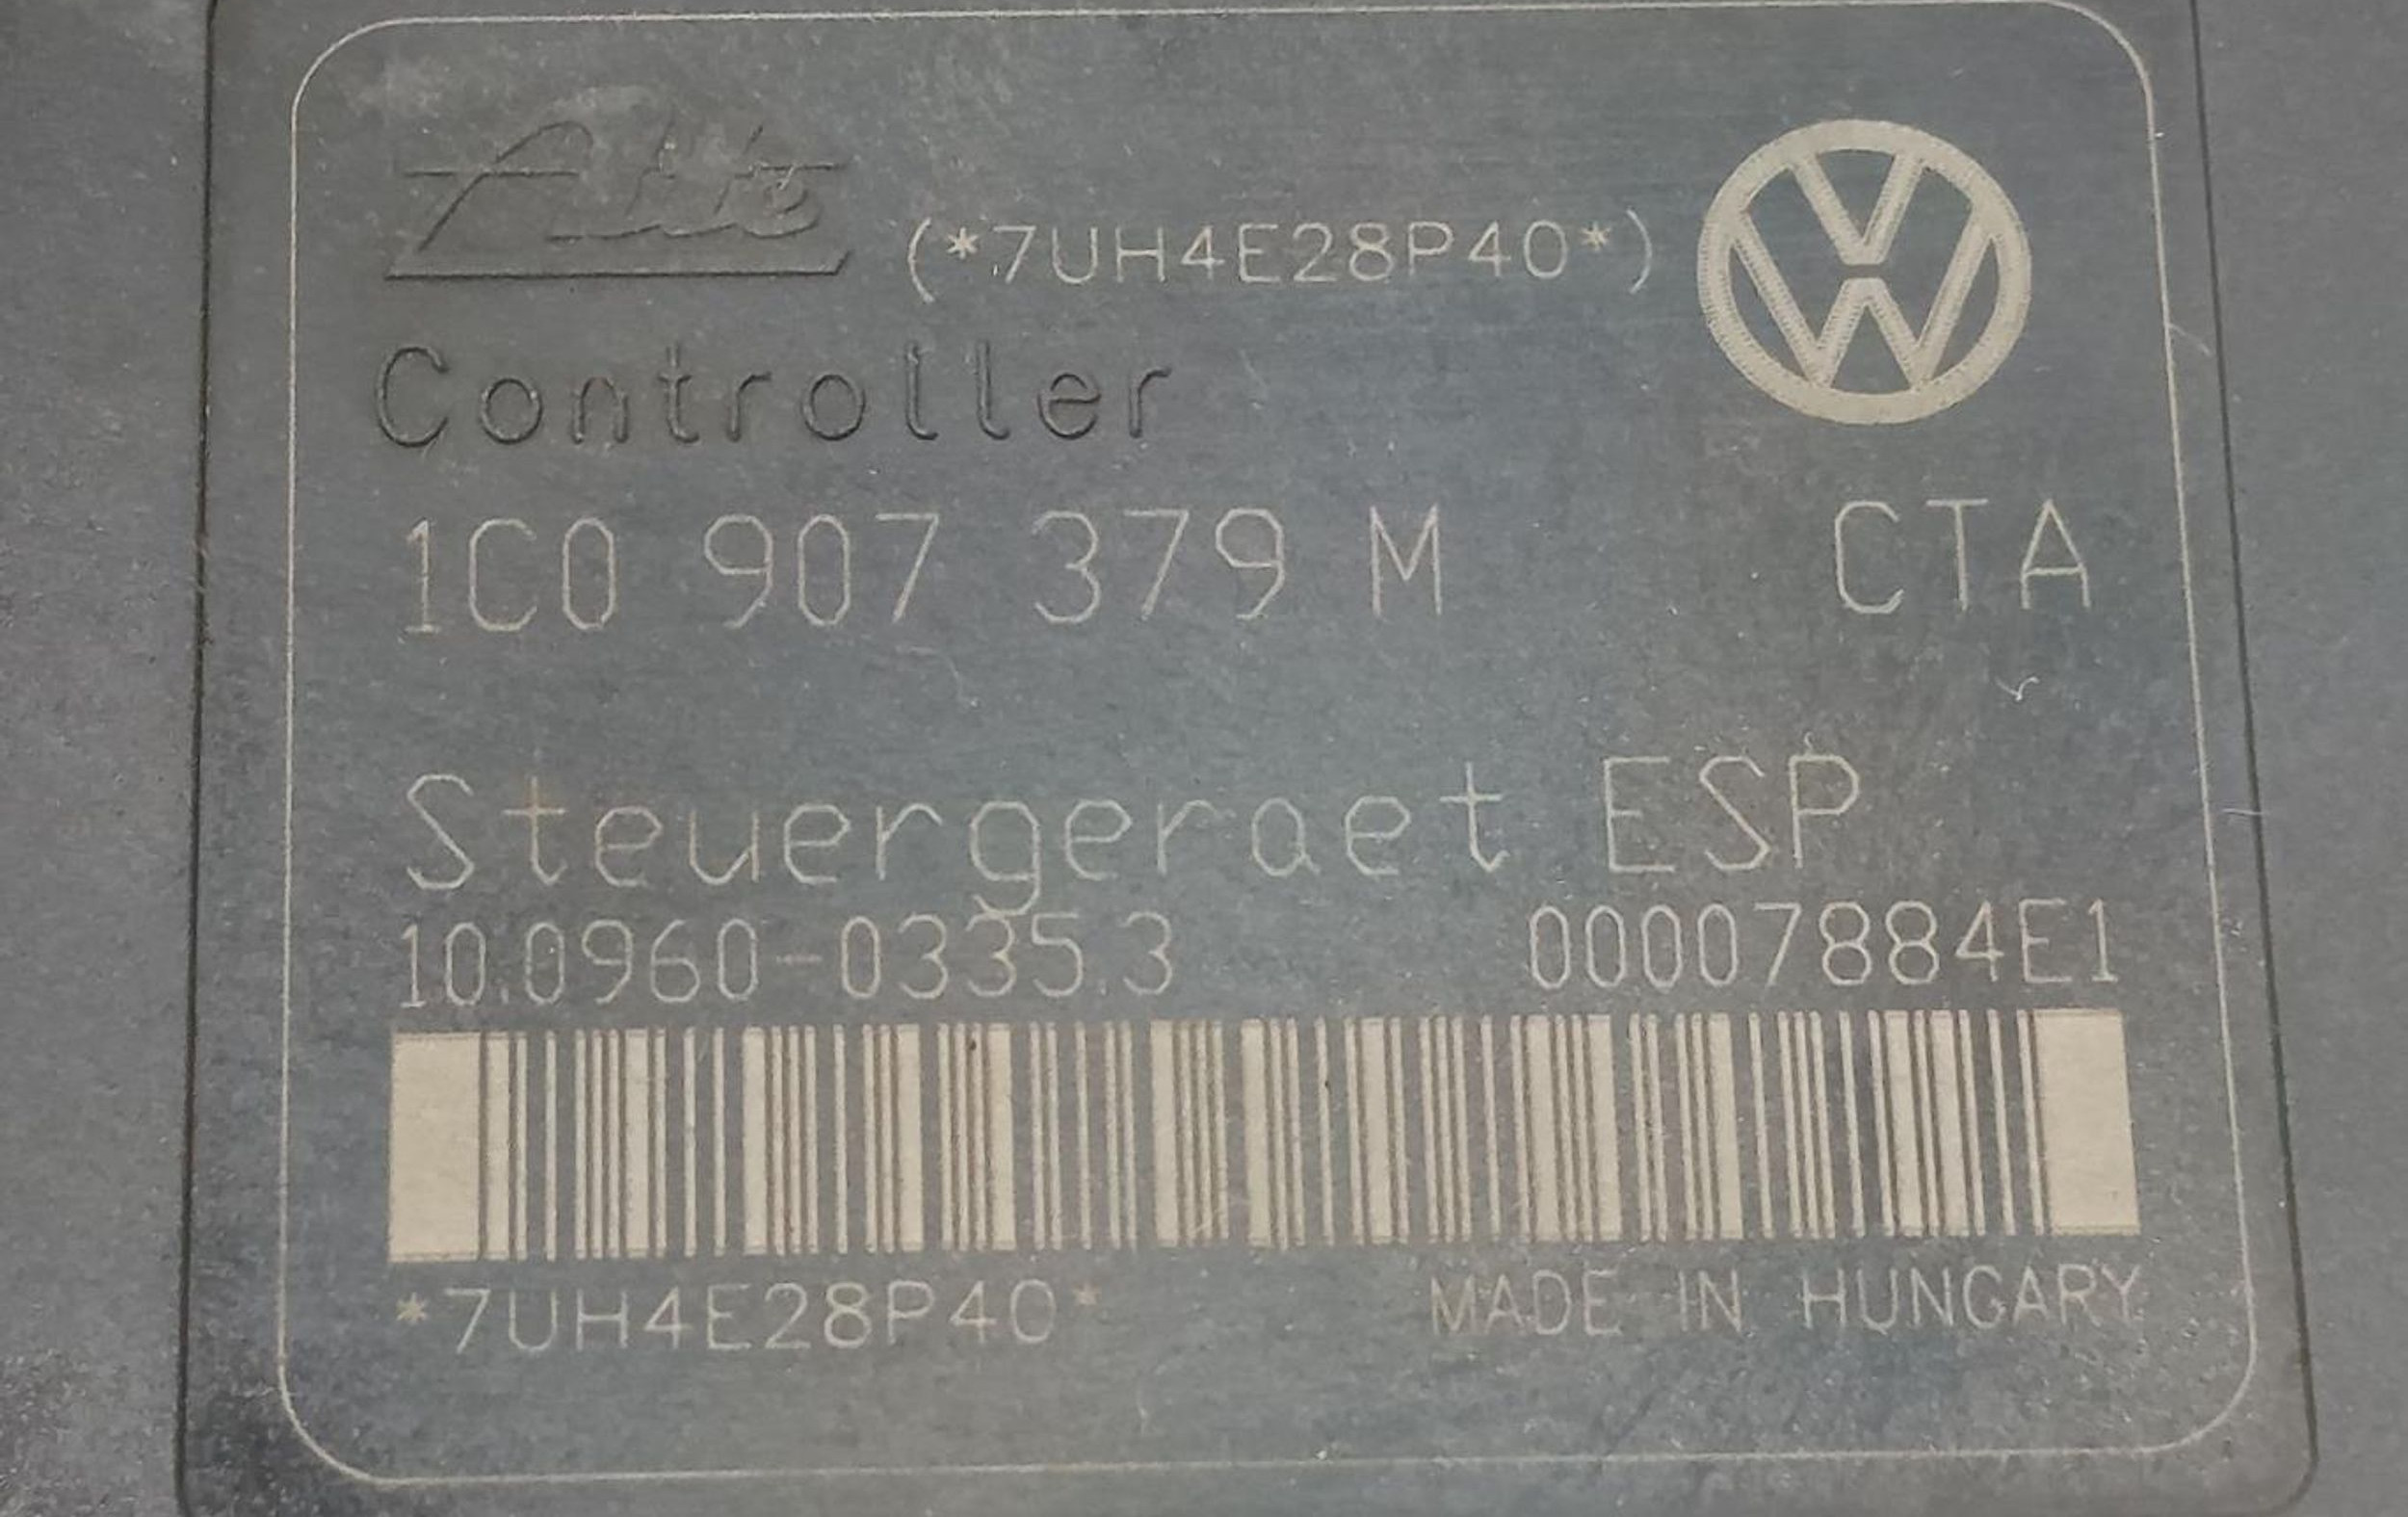 Ate (*7UH4E28P40*)
Controller
1C0 907 379 M CTA
Steuergeraet ESP
10.0960-0335.3 00007884E1
*7UH4E28P40* MADE IN HUNGARY